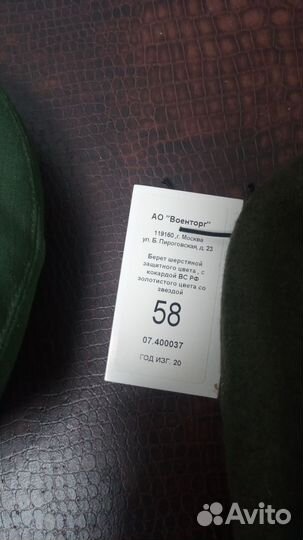 АО "Военторг"
119160, г. Москва
ул. Б. Пироговская, д. 23
Берет шерстяной
защитного цвета , с
кокардой ВС РФ
золотистого цвета со
звездой
58
07.400037
ГОД ИЗГ. 20
Avito